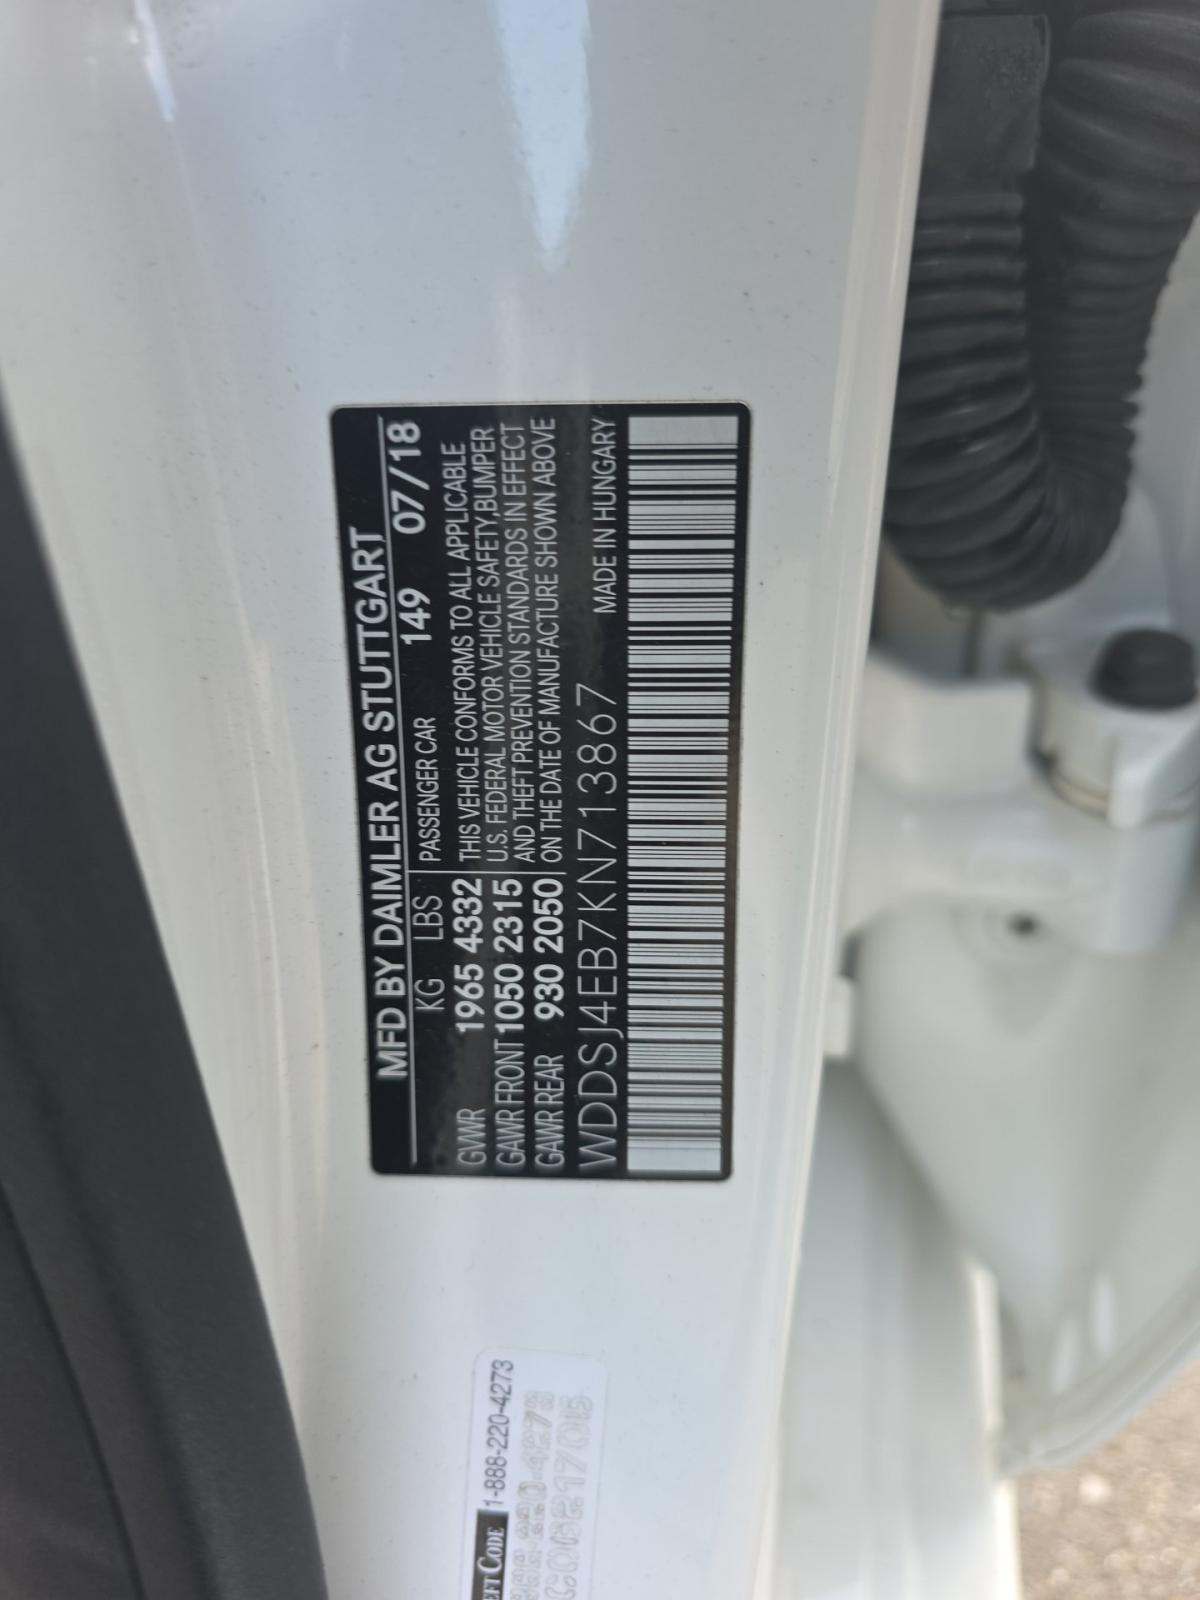 MFD BY DAIMLER AG STUTTGART
149 07/18
KG LBS PASSENGER CAR
GVWR 1965 4332 THIS VEHICLE CONFORMS TO ALL APPLICABLE
GAWR FRONT 1050 2315 U.S. FEDERAL MOTOR VEHICLE SAFETY,BUMPER
AND THEFT PREVENTION STANDARDS IN EFFECT
GAWR REAR 930 2050 ON THE DATE OF MANUFACTURE SHOWN ABOVE
WDDSJ4EB7KN713867 MADE IN HUNGARY
CODE 1-888-220-4273